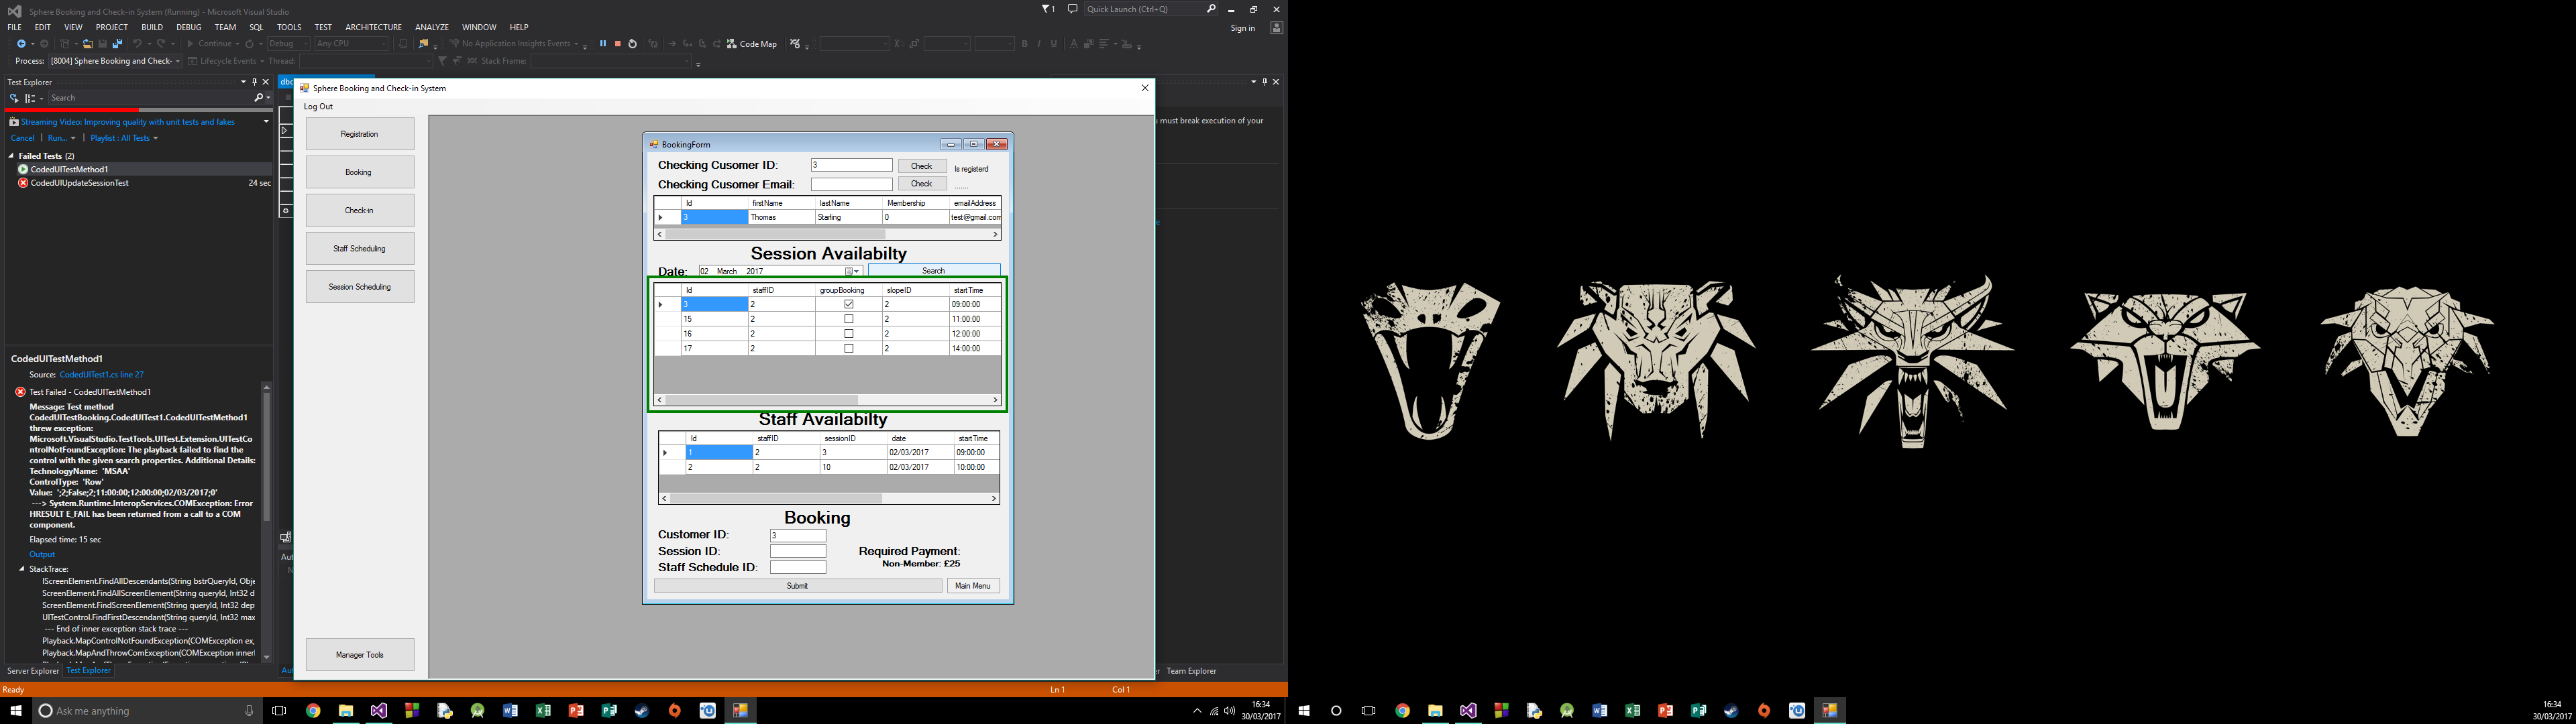 Sphere Booking and Check-in System (Running) - Microsoft Visual Studio
1
Quick Launch (Ctrl+Q)
FILE EDIT VIEW PROJECT BUILD DEBUG TEAM SQL TOOLS TEST ARCHITECTURE ANALYZE WINDOW HELP
Sign in
Continue Debug Any CPU No Application Insights Events Code Map
Process: [8004] Sphere Booking and Check- Lifecycle Events Thread: Stack Frame:
Test Explorer
Search
Streaming Video: Improving quality with unit tests and fakes
Cancel | Run... | Playlist : All Tests
Failed Tests (2)
CodedUITestMethod1
CodedUIUpdateSessionTest 24 sec
CodedUITestMethod1
Source: CodedUITest1.cs line 27
Test Failed - CodedUITestMethod1
Message: Test method
CodedUITestBooking.CodedUITest1.CodedUITestMethod1
threw exception:
Microsoft.VisualStudio.TestTools.UITest.Extension.UITestCo
ntrolNotFoundException: The playback failed to find the
control with the given search properties. Additional Details:
TechnologyName: 'MSAA'
ControlType: 'Row'
Value: ';2;False;2;11:00:00;12:00:00;02/03/2017;0'
---> System.Runtime.InteropServices.COMException: Error
HRESULT E_FAIL has been returned from a call to a COM
component.
Elapsed time: 15 sec
Output
StackTrace:
IScreenElement.FindAllDescendants(String bstrQueryId, Obje
ScreenElement.FindAllScreenElement(String queryId, Int32 d
ScreenElement.FindScreenElement(String queryId, Int32 dep
UITestControl.FindFirstDescendant(String queryId, Int32 max
--- End of inner exception stack trace ---
Playback.MapControlNotFoundException(COMException ex,
Playback.MapAndThrowComException(COMException innerl
Server Explorer Test Explorer
dbc
Aut
Aut
u must break execution of your
Team Explorer
Sphere Booking and Check-in System
Log Out
Registration
Booking
Check-in
Staff Scheduling
Session Scheduling
Manager Tools
BookingForm
Checking Cusomer ID: 3 Check Is registerd
Checking Cusomer Email: Check .......
Id firstName lastName Membership emailAddress
3 Thomas Starling 0 test@gmail.com
Session Availabilty
Date: 02 March 2017 Search
Id staffID groupBooking slopeID startTime
3 2 2 09:00:00
15 2 2 11:00:00
16 2 2 12:00:00
17 2 2 14:00:00
Staff Availabilty
Id staffID sessionID date startTime
1 2 3 02/03/2017 09:00:00
2 2 10 02/03/2017 10:00:00
Booking
Customer ID: 3
Session ID: Required Payment:
Staff Schedule ID: Non-Member: £25
Submit Main Menu
Ready Ln 1 Col 1
Ask me anything
16:34
30/03/2017
16:34
30/03/2017